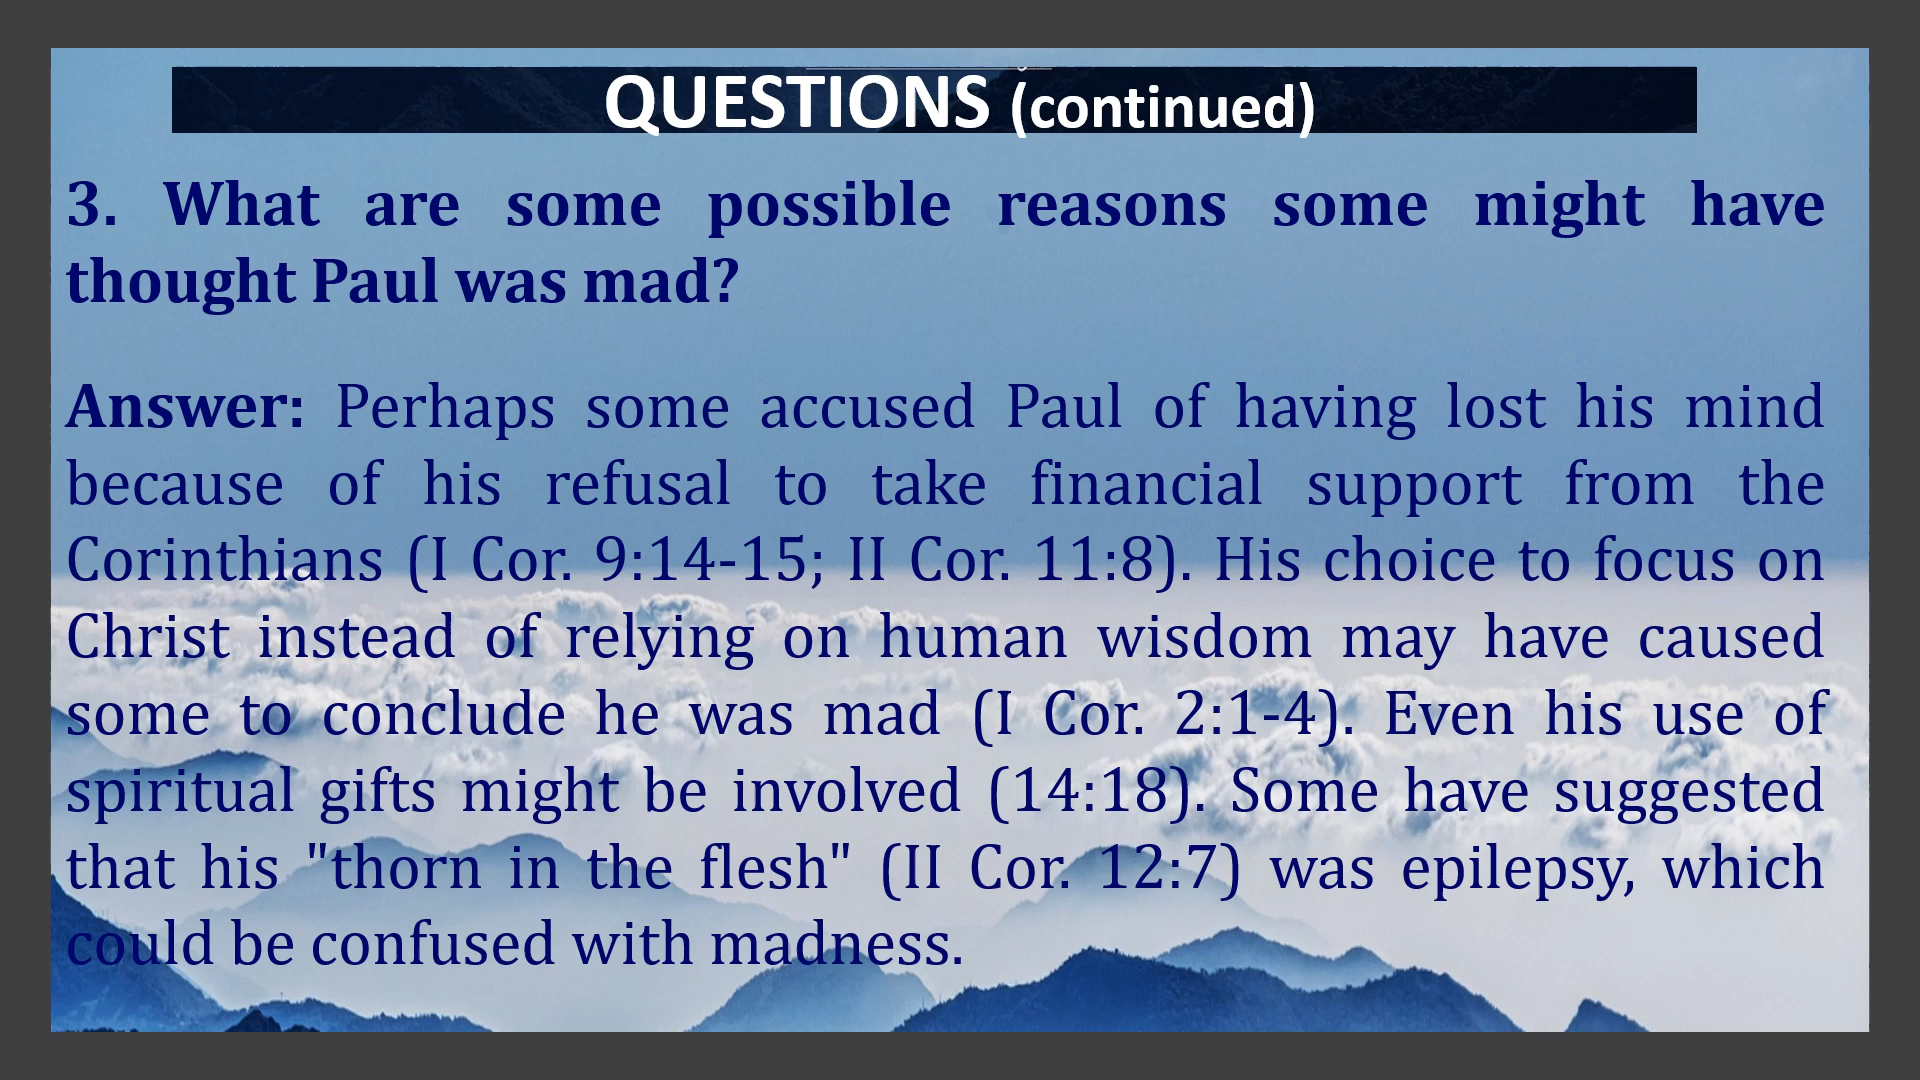 QUESTIONS (continued)
3. What are some possible reasons some might have
thought Paul was mad?
Answer: Perhaps some accused Paul of having lost his mind
because of his refusal to take financial support from the
Corinthians (I Cor. 9:14-15; II Cor. 11:8). His choice to focus on
Christ instead of relying on human wisdom may have caused
some to conclude he was mad (I Cor. 2:1-4). Even his use of
spiritual gifts might be involved (14:18). Some have suggested
that his "thorn in the flesh" (II Cor. 12:7) was epilepsy, which
could be confused with madness.